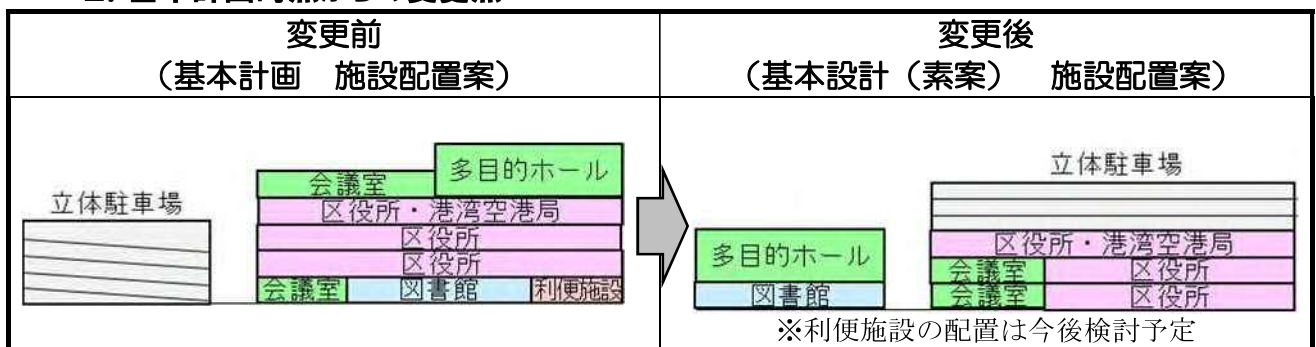 変更前
(基本計画 施設配置案)
変更後
(基本設計(素案) 施設配置案)
立体駐車場
多目的ホール
会議室
区役所・港湾空港局
区役所
区役所
会議室 図書館 利便施設
立体駐車場
多目的ホール
図書館
区役所・港湾空港局
会議室 区役所
会議室 区役所
※利便施設の配置は今後検討予定